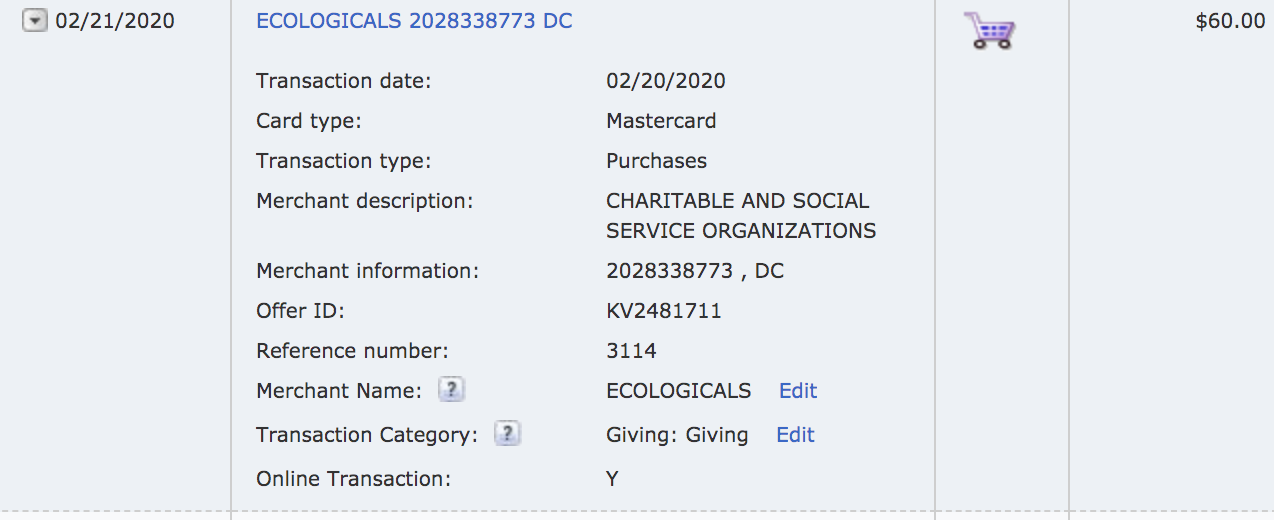 02/21/2020 ECOLOGICALS 2028338773 DC $60.00
Transaction date: 02/20/2020
Card type: Mastercard
Transaction type: Purchases
Merchant description: CHARITABLE AND SOCIAL
SERVICE ORGANIZATIONS
Merchant information: 2028338773 , DC
Offer ID: KV2481711
Reference number: 3114
Merchant Name: ? ECOLOGICALS Edit
Transaction Category: ? Giving: Giving Edit
Online Transaction: Y